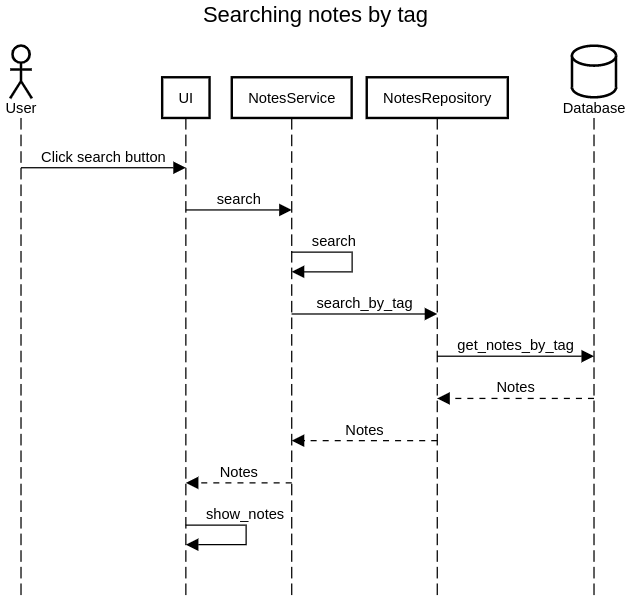 Searching notes by tag
User
UI
NotesService
NotesRepository
Database
Click search button
search
search
search_by_tag
get_notes_by_tag
Notes
Notes
Notes
show_notes